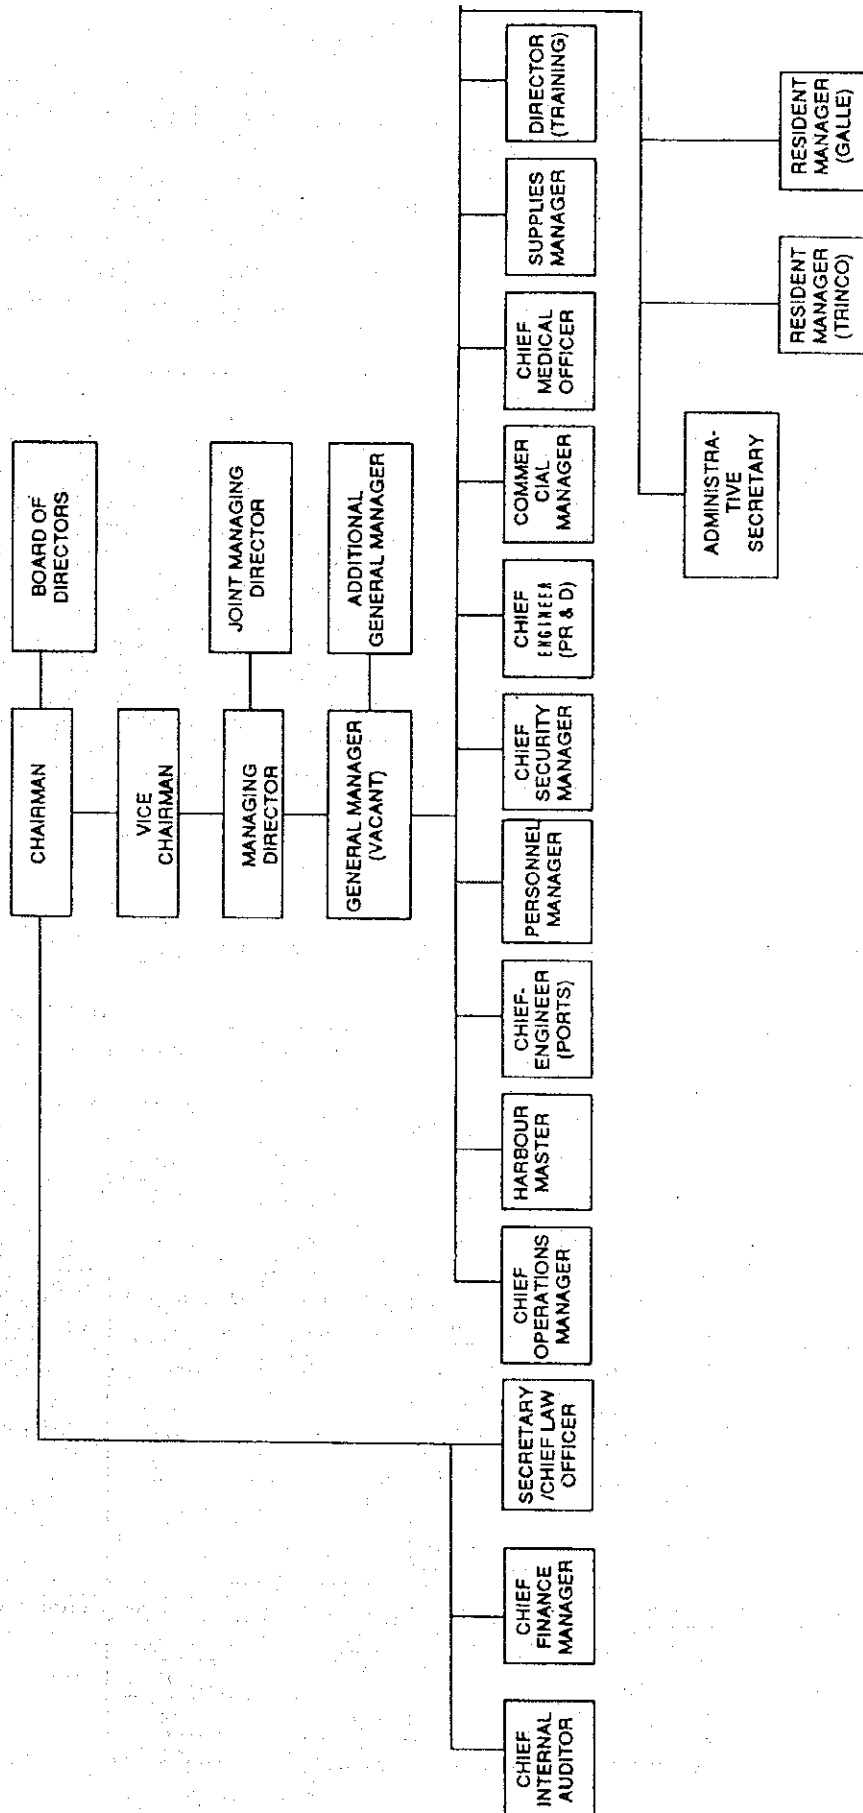 BOARD OF
DIRECTORS
CHAIRMAN
VICE
CHAIRMAN
JOINT MANAGING
DIRECTOR
MANAGING
DIRECTOR
ADDITIONAL
GENERAL MANAGER
GENERAL MANAGER
(VACANT)
CHIEF
INTERNAL
AUDITOR
CHIEF
FINANCE
MANAGER
SECRETARY
/CHIEF LAW
OFFICER
CHIEF
OPERATIONS
MANAGER
HARBOUR
MASTER
CHIEF-
ENGINEER
(PORTS)
PERSONNEL
MANAGER
CHIEF
SECURITY
MANAGER
CHIEF
ENGINEER
(PR & D)
COMMER
CIAL
MANAGER
CHIEF
MEDICAL
OFFICER
SUPPLIES
MANAGER
DIRECTOR
(TRAINING)
ADMINISTRA-
TIVE
SECRETARY
RESIDENT
MANAGER
(TRINCO)
RESIDENT
MANAGER
(GALLE)